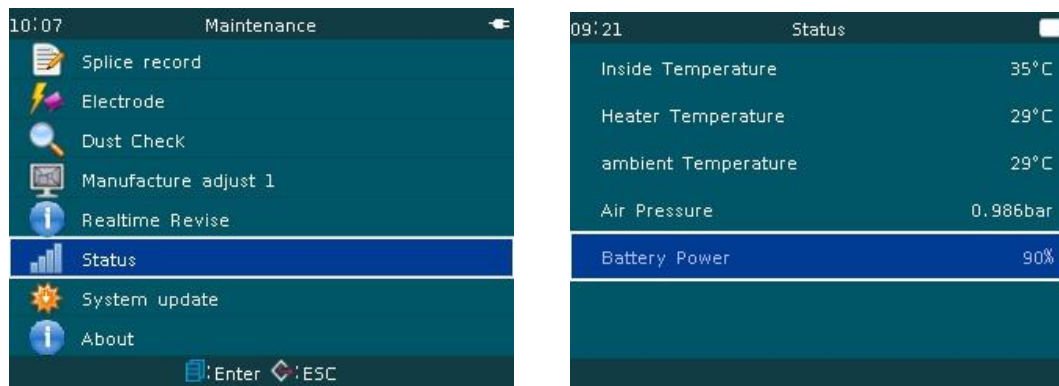 10:07 Maintenance
Splice record
Electrode
Dust Check
Manufacture adjust 1
Realtime Revise
Status
System update
About
:Enter :ESC
09:21 Status
Inside Temperature 35°C
Heater Temperature 29°C
ambient Temperature 29°C
Air Pressure 0.986bar
Battery Power 90%